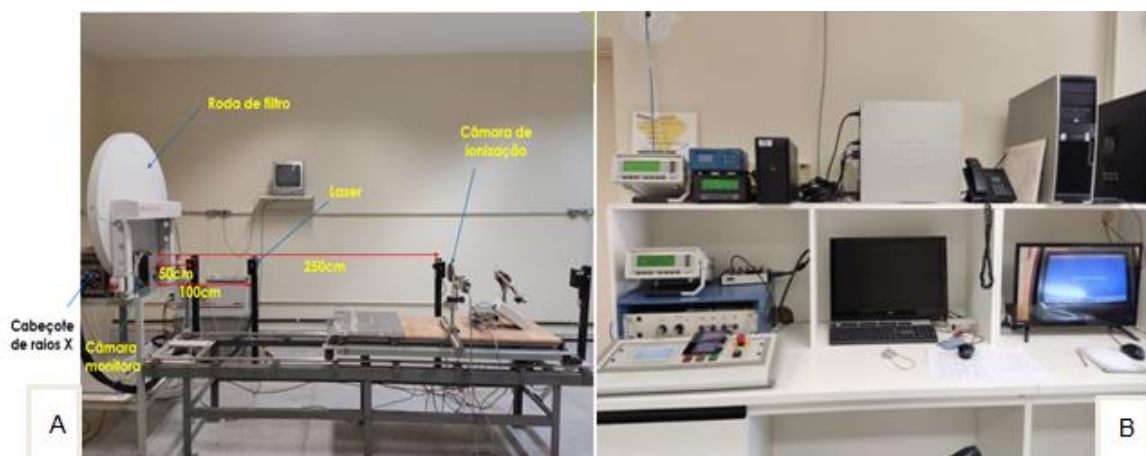 Roda de filtro
Câmara de
ionização
Laser
50cm
250cm
100cm
Cabeçote
de raios X
Câmara
monitora
A
B